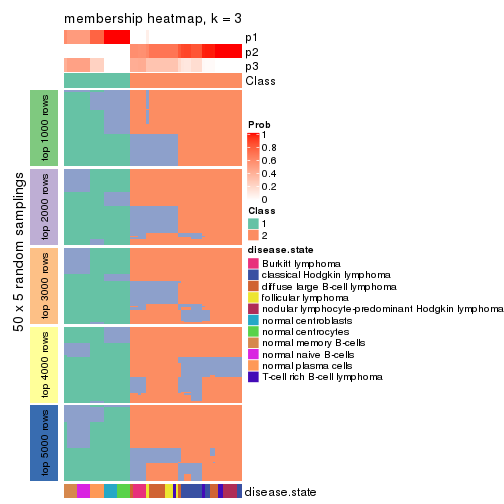 membership heatmap, k = 3
p1
p2
p3
Class
50 x 5 random samplings
top 1000 rows
top 2000 rows
top 3000 rows
top 4000 rows
top 5000 rows
disease.state
Prob
1
0.8
0.6
0.4
0.2
0
Class
1
2
disease.state
Burkitt lymphoma
classical Hodgkin lymphoma
diffuse large B-cell lymphoma
follicular lymphoma
nodular lymphocyte-predominant Hodgkin lymphoma
normal centroblasts
normal centrocytes
normal memory B-cells
normal naive B-cells
normal plasma cells
T-cell rich B-cell lymphoma